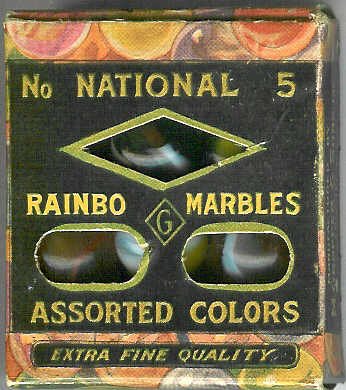 No NATIONAL 5
RAINBO MARBLES
G
ASSORTED COLORS
EXTRA FINE QUALITY